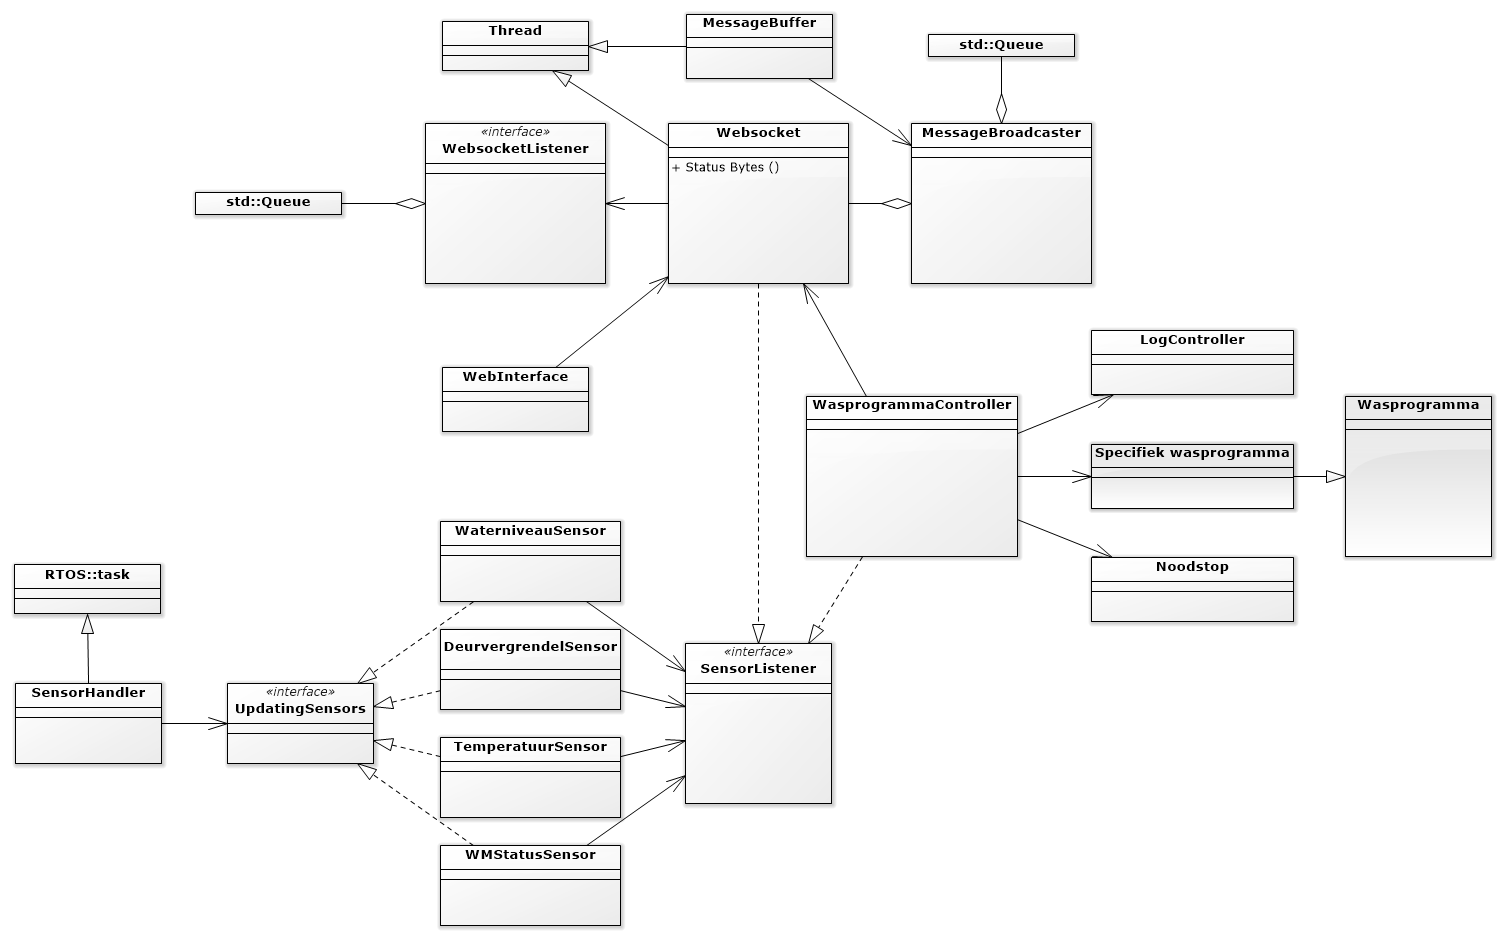 Thread
MessageBuffer
std::Queue
«interface»
WebsocketListener
Websocket
+ Status Bytes ()
MessageBroadcaster
std::Queue
WebInterface
LogController
WasprogrammaController
Wasprogramma
Specifiek wasprogramma
Noodstop
WaterniveauSensor
RTOS::task
DeurvergrendelSensor
«interface»
SensorListener
SensorHandler
«interface»
UpdatingSensors
TemperatuurSensor
WMStatusSensor